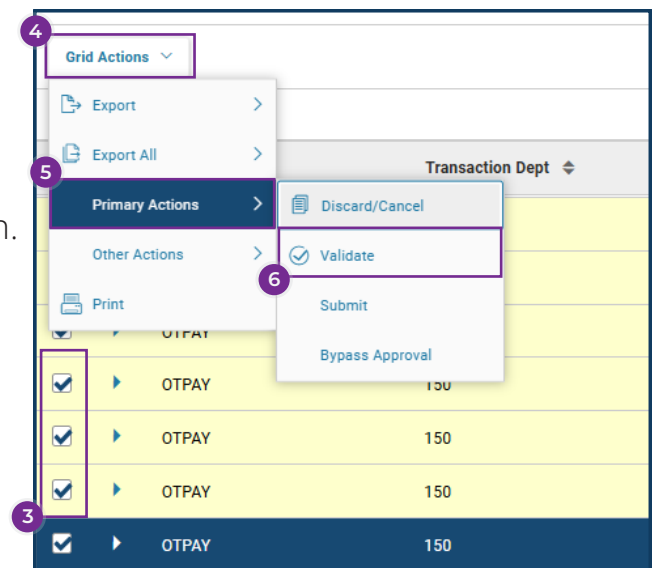 4
Grid Actions
Export
Export All
5
Transaction Dept
Primary Actions
Discard/Cancel
n.
Other Actions
Validate
6
Print
Submit
OTPAY
Bypass Approval
150
OTPAY
OTPAY 150
OTPAY 150
3
OTPAY 150